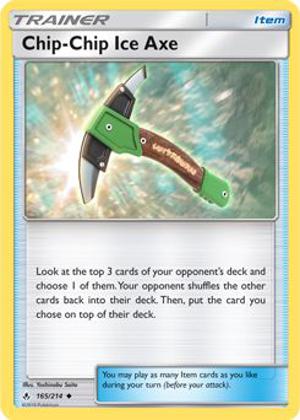 TRAINER
Item
Chip-Chip Ice Axe
Look at the top 3 cards of your opponent's deck and
choose 1 of them. Your opponent shuffles the other
cards back into their deck. Then, put the card you
chose on top of their deck.
Illus. Yoshinobu Saito
165/214
You may play as many Item cards as you like
during your turn (before your attack).
©2019 Pokémon